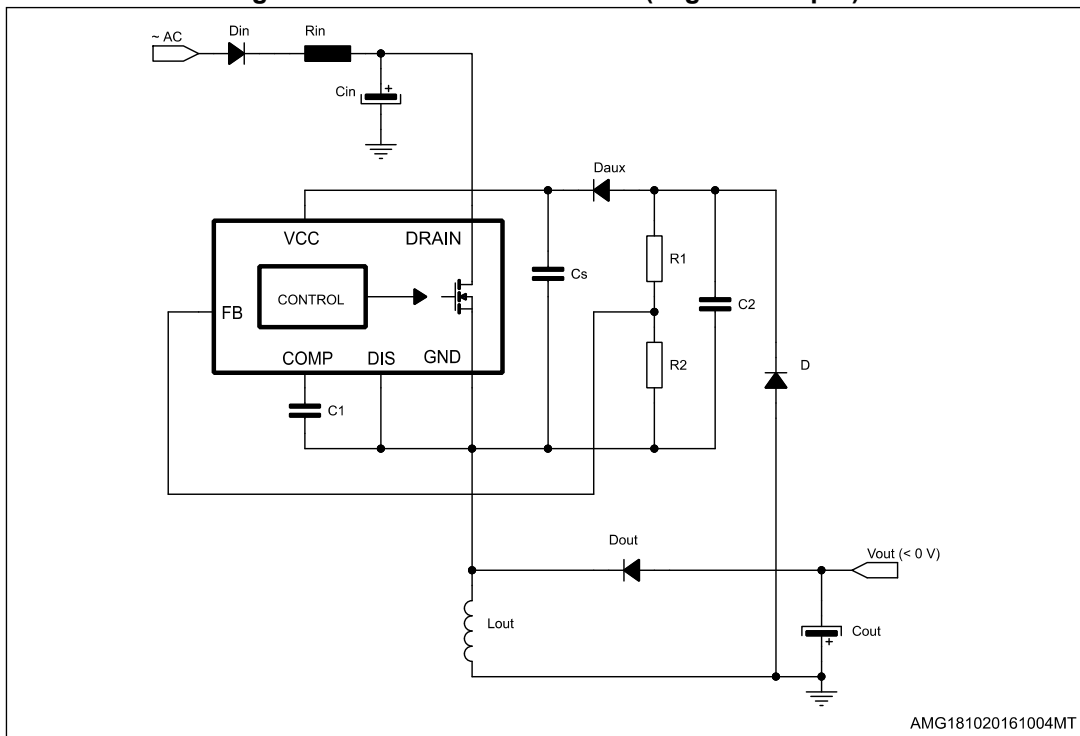 ~ AC
Din
Rin
Cin
+
Daux
VCC
DRAIN
Cs
R1
C2
CONTROL
FB
R2
COMP
DIS
GND
D
C1
Dout
Vout (< 0 V)
Lout
Cout
+
AMG181020161004MT